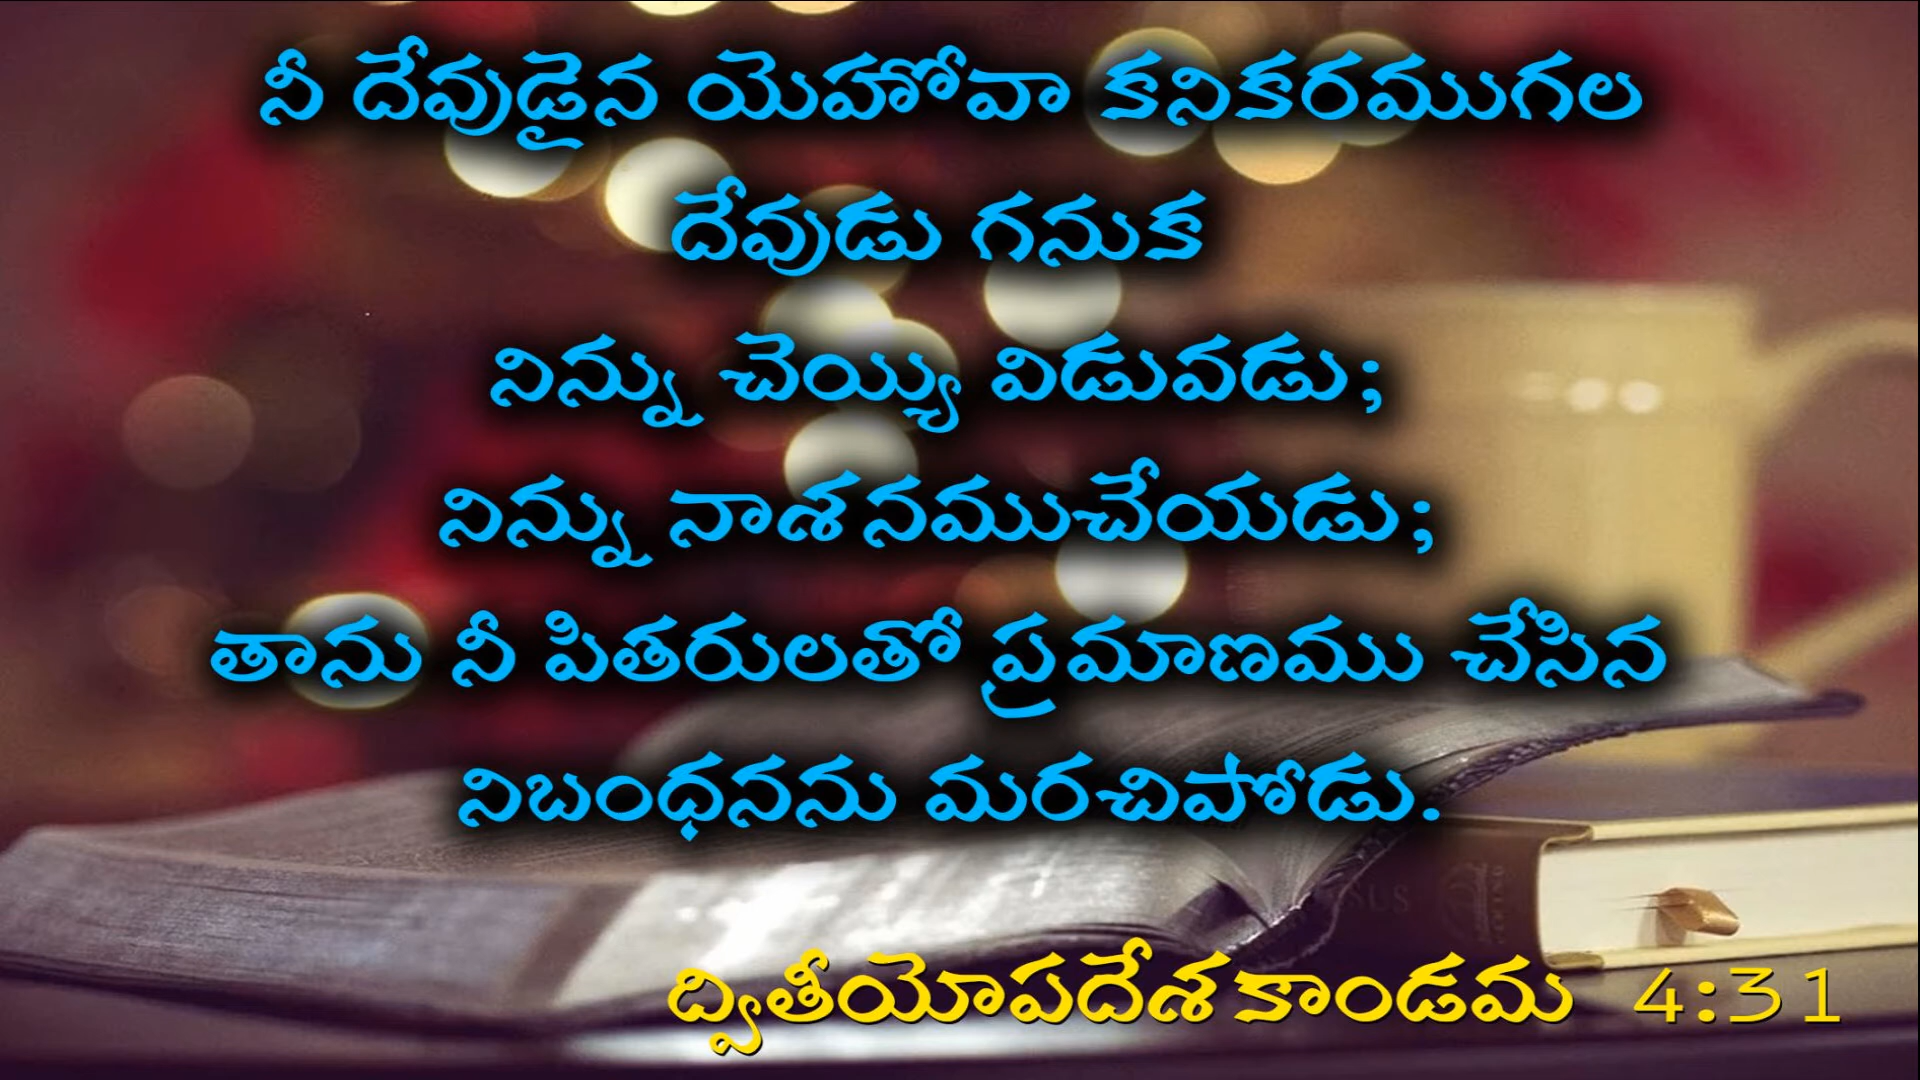 నీ దేవుడైన యెహోవా కనికరముగల
దేవుడు గనుక
నిన్ను చెయ్యి విడువడు;
నిన్ను నాశనముచేయడు;
తాను నీ పితరులతో ప్రమాణము చేసిన
నిబంధనను మరచిపోడు.
ద్వితీయోపదేశకాండమ 4:31